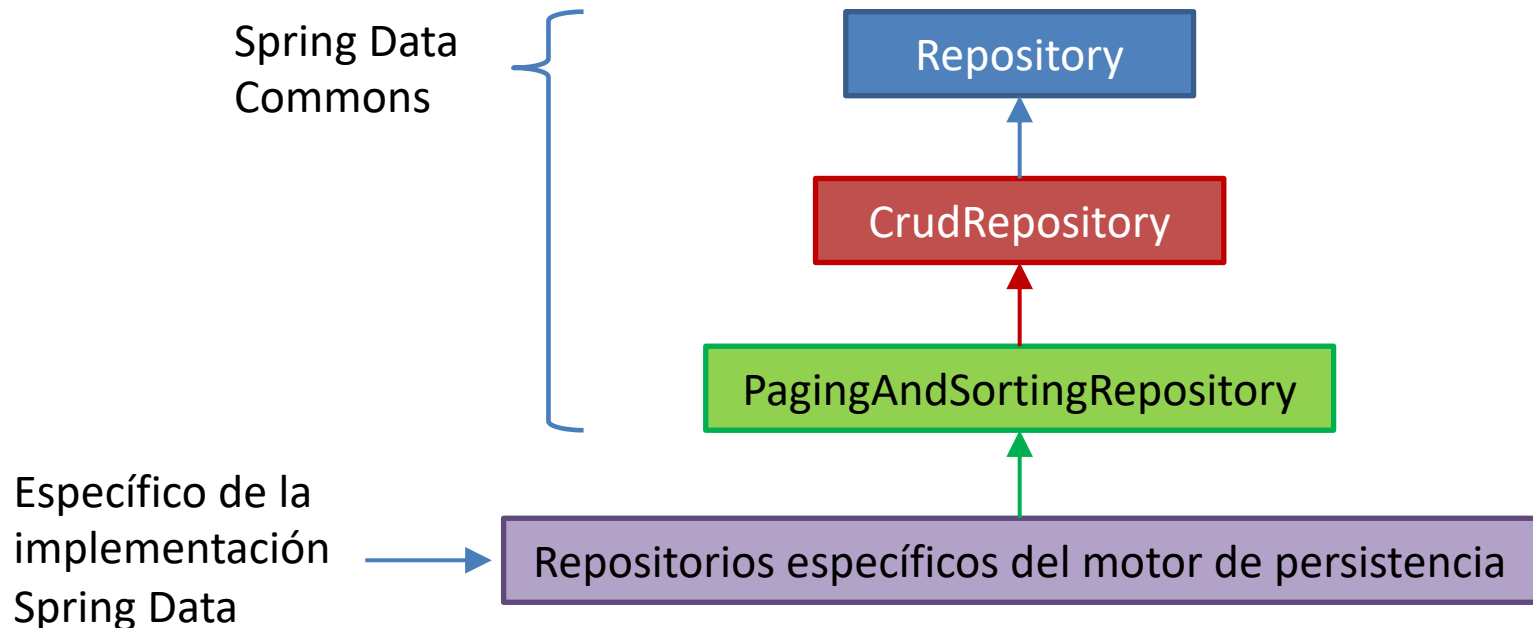 Spring Data
Commons
Repository
CrudRepository
PagingAndSortingRepository
Específico de la
implementación
Spring Data
Repositorios específicos del motor de persistencia